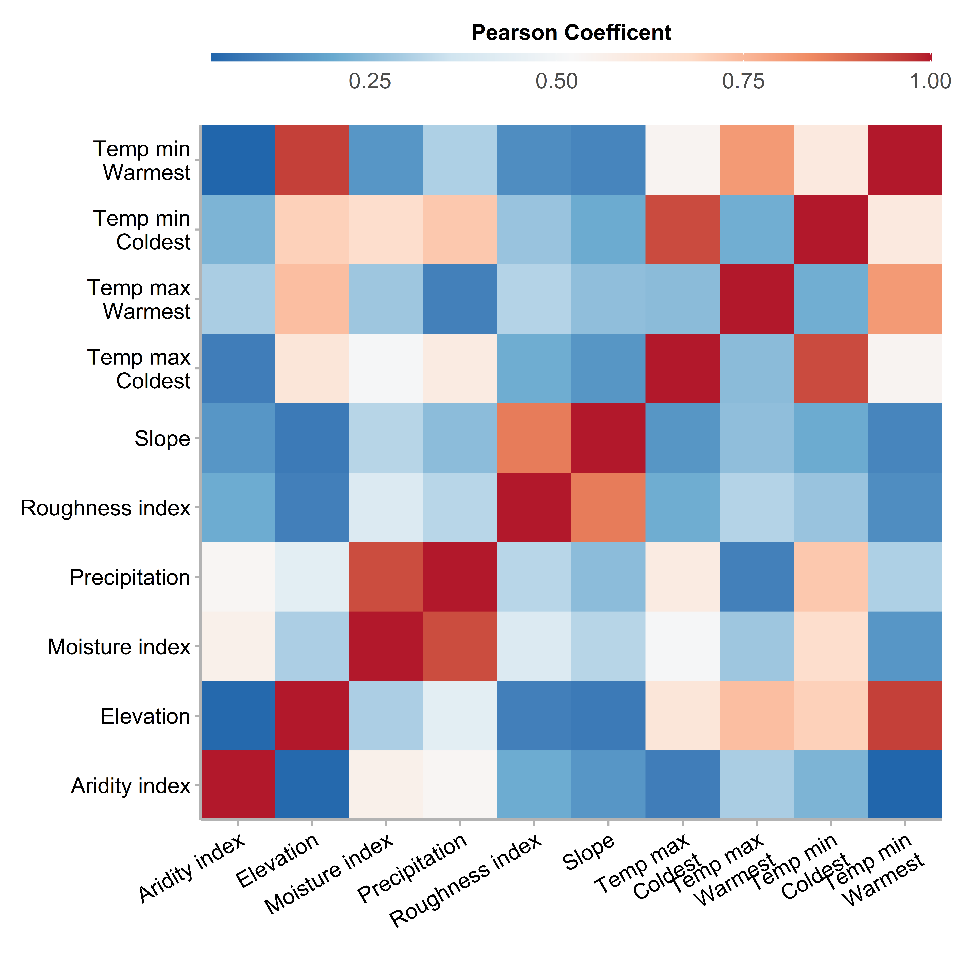 Pearson Coefficent
0.25 0.50 0.75 1.00
Temp min
Warmest
Temp min
Coldest
Temp max
Warmest
Temp max
Coldest
Slope
Roughness index
Precipitation
Moisture index
Elevation
Aridity index
Aridity index
Elevation
Moisture index
Precipitation
Roughness index
Slope
Temp max
Coldest
Temp max
Warmest
Temp min
Coldest
Temp min
Warmest